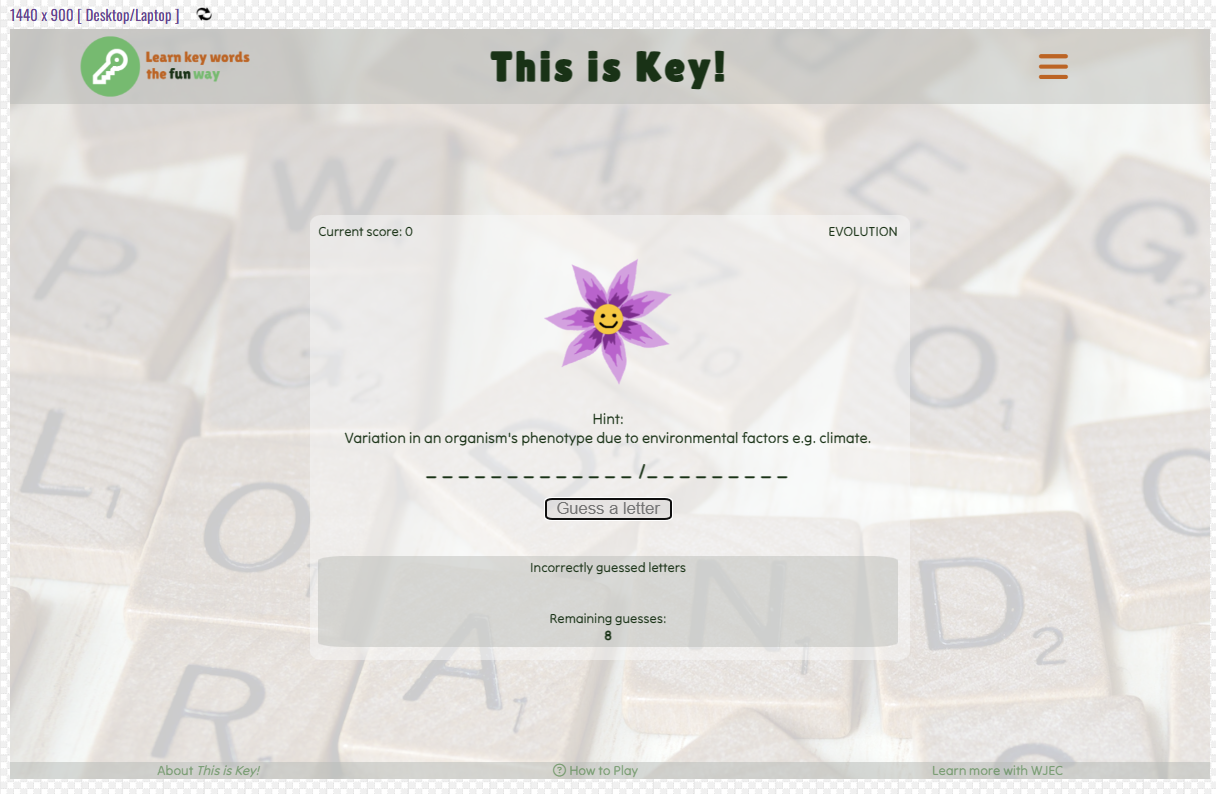 1440 x 900 [ Desktop/Laptop ]
Learn key words
the fun way
This is Key!
Current score: 0
EVOLUTION
Hint:
Variation in an organism's phenotype due to environmental factors e.g. climate.
_ _ _ _ _ _ _ _ _ _ _ _ _ /_ _ _ _ _ _ _ _ _
Guess a letter
Incorrectly guessed letters
Remaining guesses:
8
About This is Key!
How to Play
Learn more with WJEC